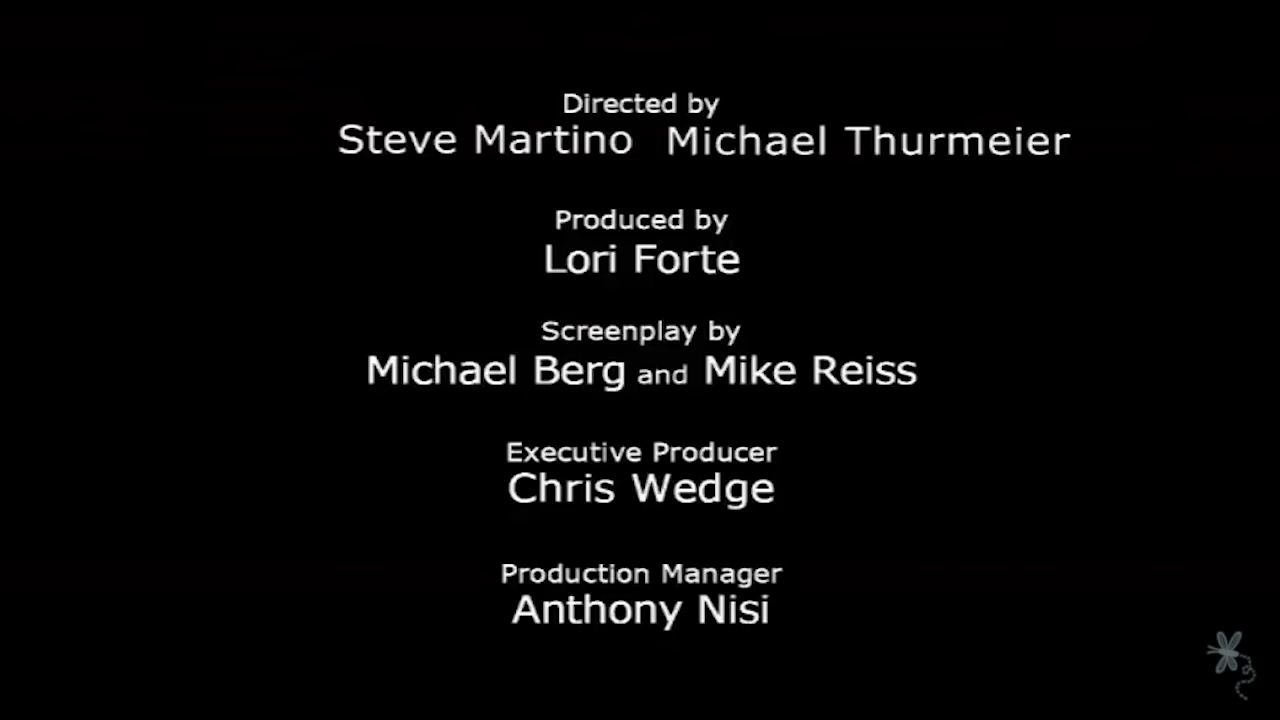 Directed by
Steve Martino Michael Thurmeier
Produced by
Lori Forte
Screenplay by
Michael Berg and Mike Reiss
Executive Producer
Chris Wedge
Production Manager
Anthony Nisi